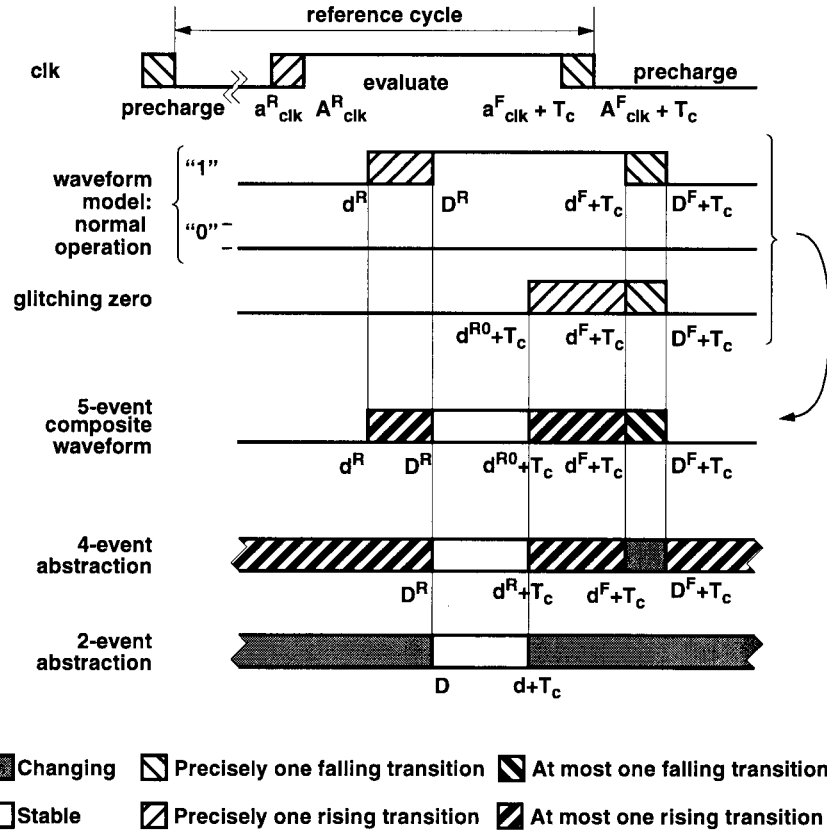 reference cycle
clk
evaluate
precharge
precharge
a^R_clk A^R_clk
a^F_clk + T_c A^F_clk + T_c
waveform
model:
normal
operation
"1"
d^R D^R d^F+T_c D^F+T_c
"0"
glitching zero
d^R0+T_c d^F+T_c D^F+T_c
5-event
composite
waveform
d^R D^R d^R0+T_c d^F+T_c D^F+T_c
4-event
abstraction
D^R d^R+T_c d^F+T_c D^F+T_c
2-event
abstraction
D d+T_c
Changing Precisely one falling transition At most one falling transition
Stable Precisely one rising transition At most one rising transition